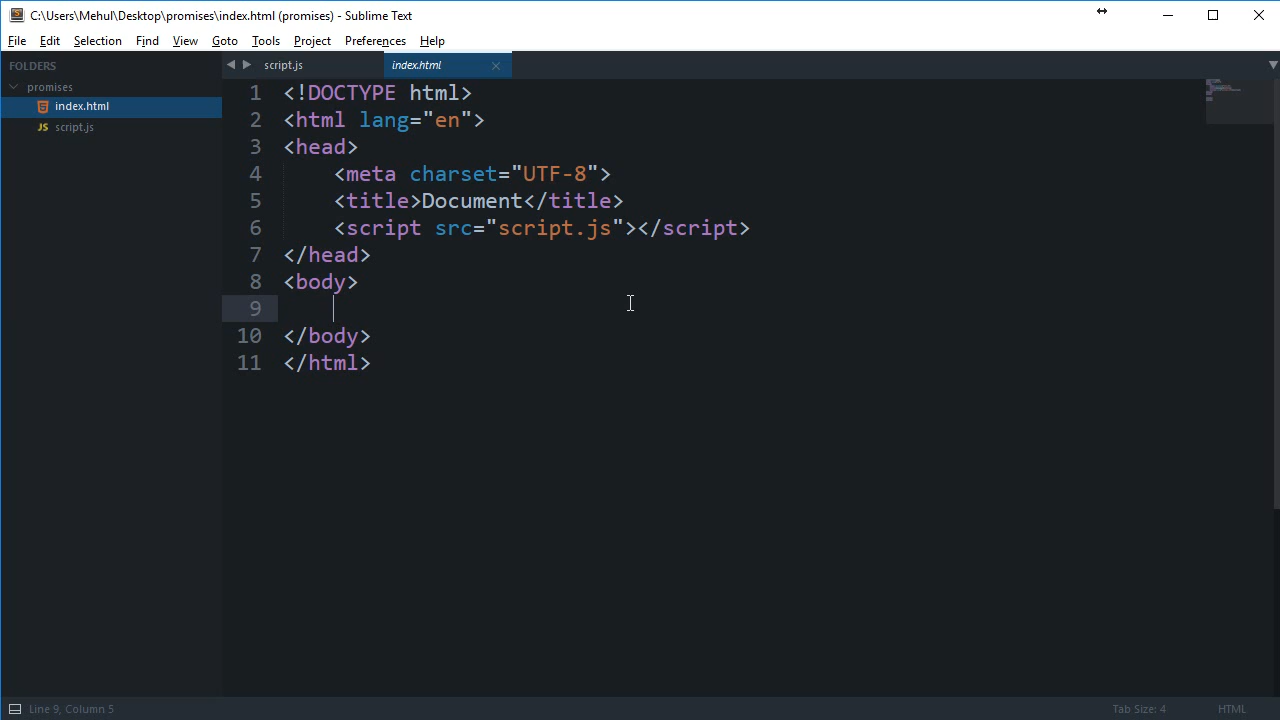 C:\Users\Mehul\Desktop\promises\index.html (promises) - Sublime Text
File Edit Selection Find View Goto Tools Project Preferences Help
FOLDERS
promises
index.html
script.js
script.js index.html
1 <!DOCTYPE html>
2 <html lang="en">
3 <head>
4     <meta charset="UTF-8">
5     <title>Document</title>
6     <script src="script.js"></script>
7 </head>
8 <body>
9
10 </body>
11 </html>
Line 9, Column 5 Tab Size: 4 HTML